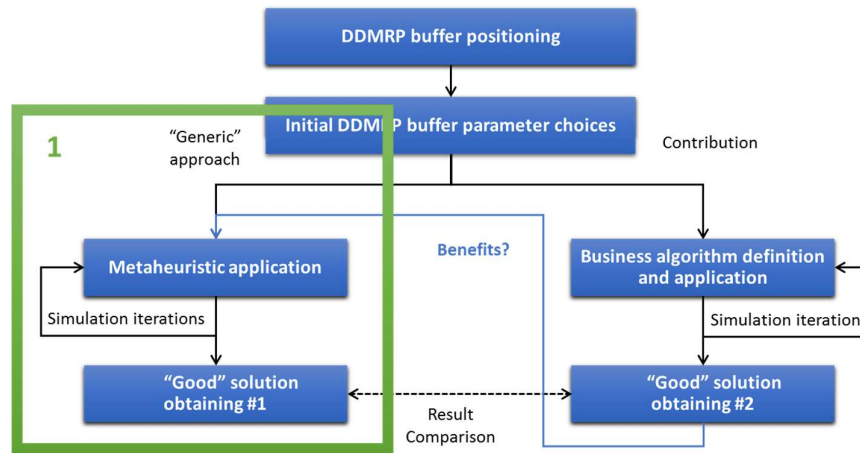 DDMRP buffer positioning
Initial DDMRP buffer parameter choices
1
"Generic"
approach
Contribution
Metaheuristic application
Benefits?
Business algorithm definition
and application
Simulation iterations
Simulation iteration
"Good" solution
obtaining #1
"Good" solution
obtaining #2
Result
Comparison